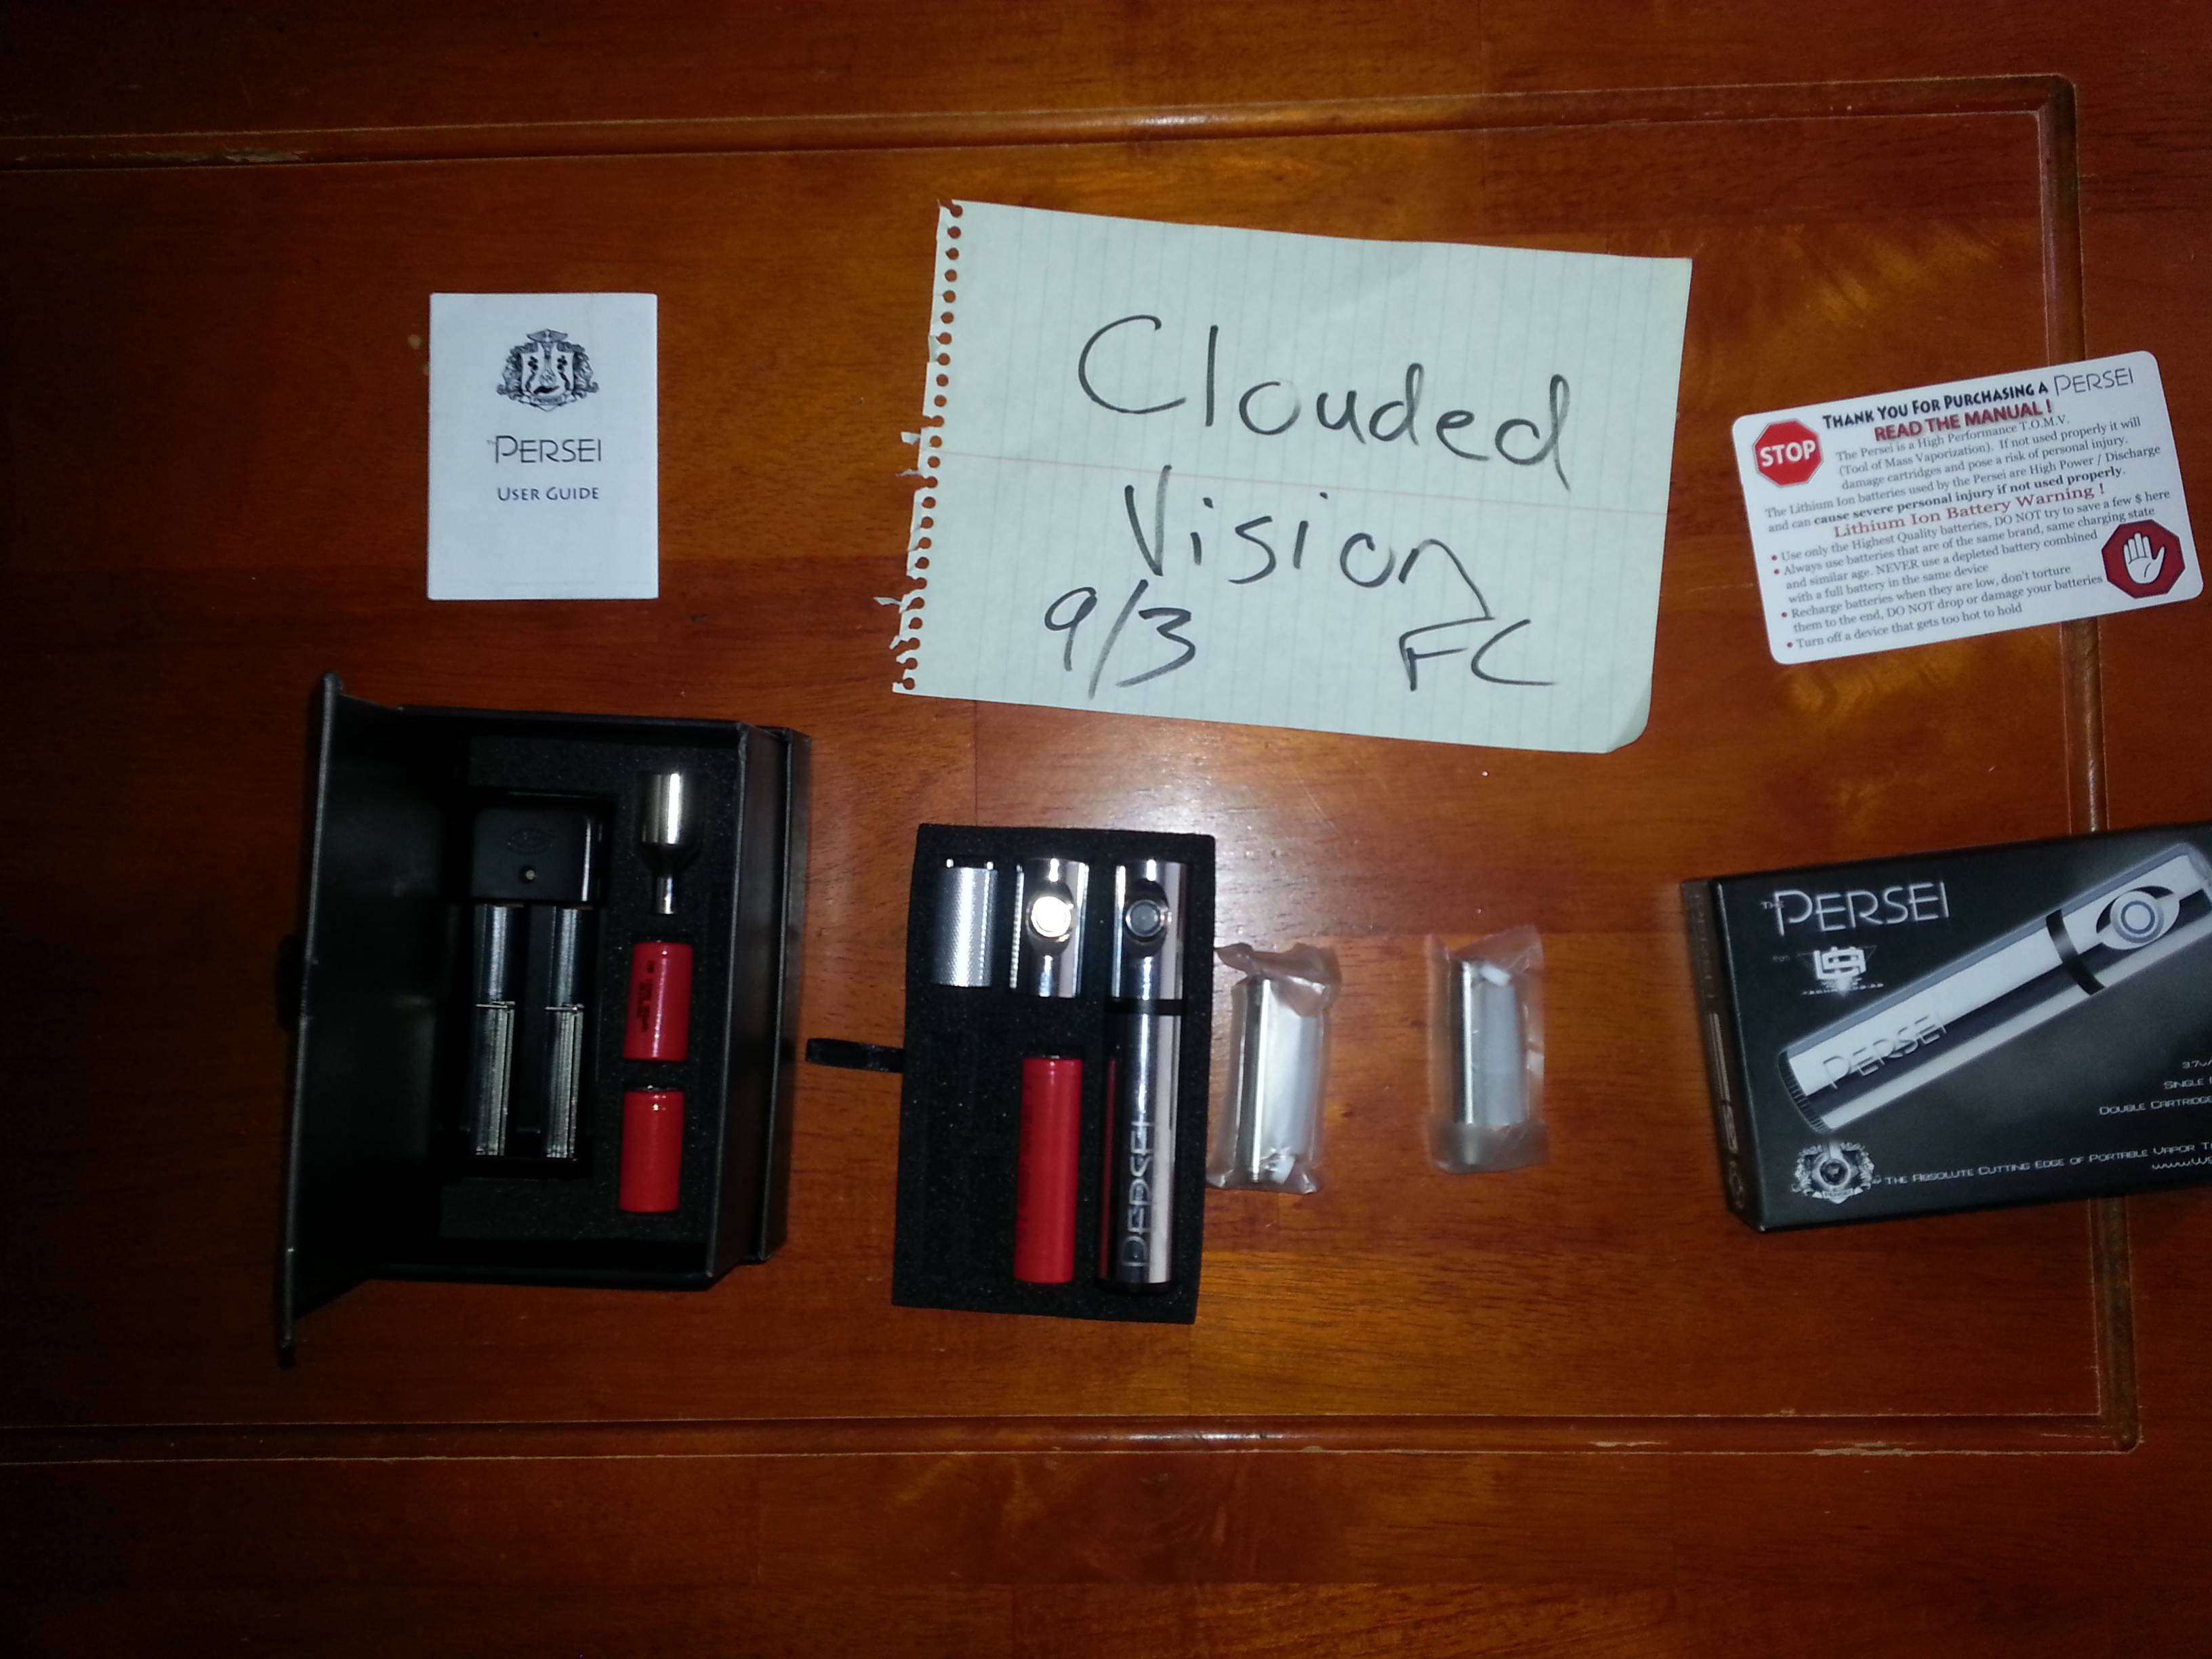 THE PERSEI
USER GUIDE
Clouded
Vision
9/3 FC
THANK YOU FOR PURCHASING A PERSEI
READ THE MANUAL !
STOP
The Persei is a High Performance T.O.M.V.
(Tool of Mass Vaporization). If not used properly it will
damage cartridges and pose a risk of personal injury.
The Lithium Ion batteries used by the Persei are High Power / Discharge
and can cause severe personal injury if not used properly.
Lithium Ion Battery Warning !
• Use only the Highest Quality batteries, DO NOT try to save a few $ here
• Always use batteries that are of the same brand, same charging state
and similar age. NEVER use a depleted battery combined
with a full battery in the same device
• Recharge batteries when they are low, don't torture
them to the end, DO NOT drop or damage your batteries
• Turn off a device that gets too hot to hold
PERSEI
THE PERSEI
from
PERSEI
3.7v/
SINGLE
DOUBLE CARTRIDGE
THE ABSOLUTE CUTTING EDGE OF PORTABLE VAPOR T